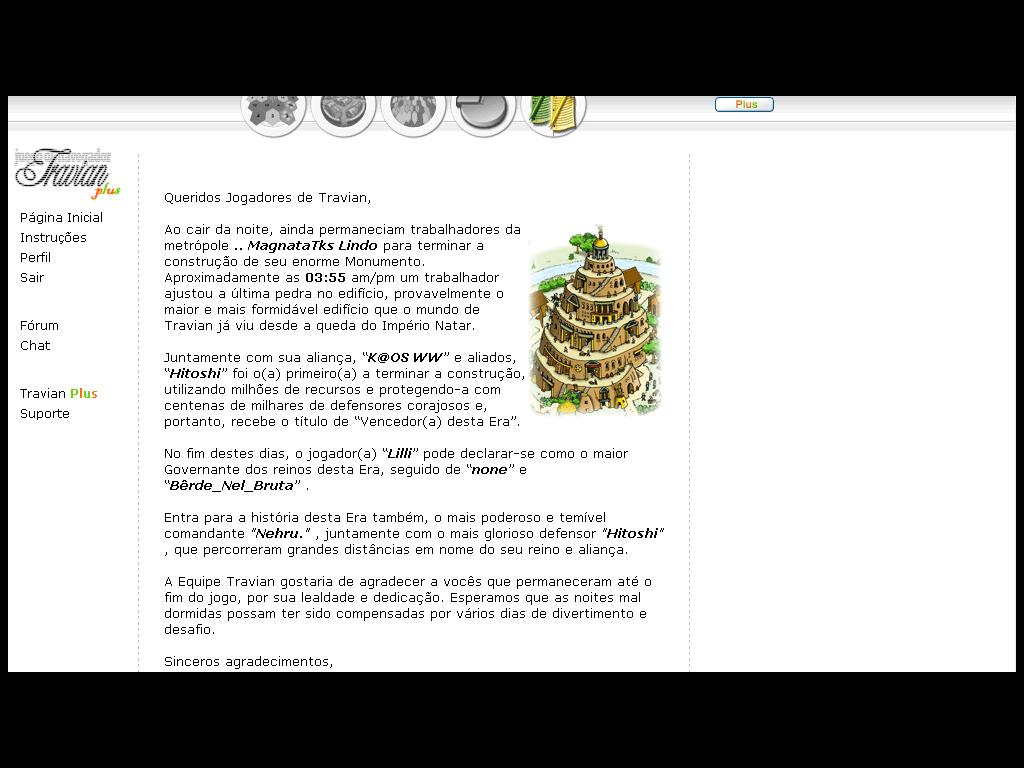 Plus
Travian
plus
Página Inicial
Instruções
Perfil
Sair
Fórum
Chat
Travian Plus
Suporte
Queridos Jogadores de Travian,
Ao cair da noite, ainda permaneciam trabalhadores da
metrópole .. MagnataTks Lindo para terminar a
construção de seu enorme Monumento.
Aproximadamente as 03:55 am/pm um trabalhador
ajustou a última pedra no edifício, provavelmente o
maior e mais formidável edifício que o mundo de
Travian já viu desde a queda do Império Natar.
Juntamente com sua aliança, “K@OS WW” e aliados,
“Hitoshi” foi o(a) primeiro(a) a terminar a construção,
utilizando milhões de recursos e protegendo-a com
centenas de milhares de defensores corajosos e,
portanto, recebe o título de “Vencedor(a) desta Era”.
No fim destes dias, o jogador(a) “Lilli” pode declarar-se como o maior
Governante dos reinos desta Era, seguido de “none” e
“Bêrde_Nel_Bruta” .
Entra para a história desta Era também, o mais poderoso e temível
comandante "Nehru." , juntamente com o mais glorioso defensor "Hitoshi"
, que percorreram grandes distâncias em nome do seu reino e aliança.
A Equipe Travian gostaria de agradecer a vocês que permaneceram até o
fim do jogo, por sua lealdade e dedicação. Esperamos que as noites mal
dormidas possam ter sido compensadas por vários dias de divertimento e
desafio.
Sinceros agradecimentos,